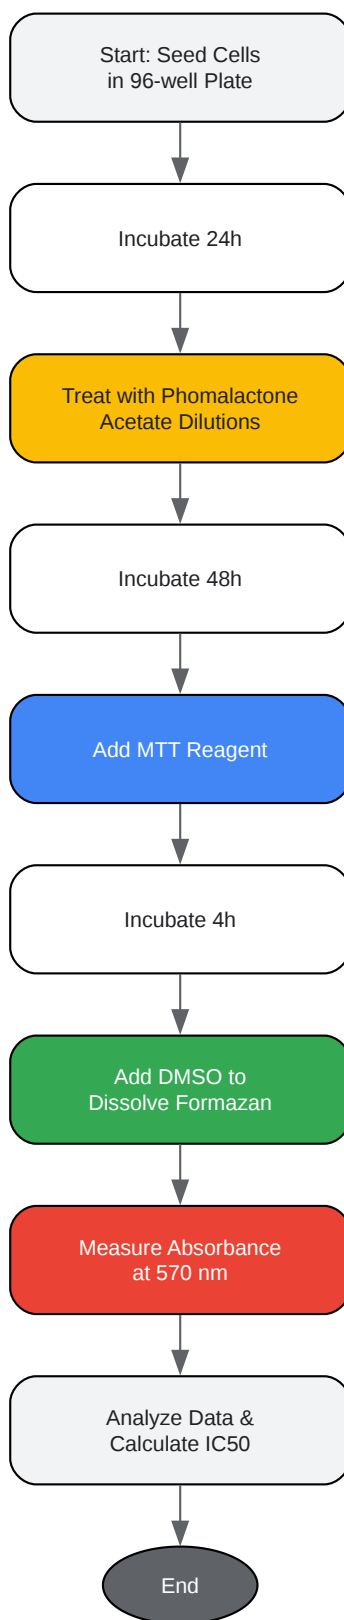 Start: Seed Cells
in 96-well Plate
Incubate 24h
Treat with Phomalactone
Acetate Dilutions
Incubate 48h
Add MTT Reagent
Incubate 4h
Add DMSO to
Dissolve Formazan
Measure Absorbance
at 570 nm
Analyze Data &
Calculate IC50
End